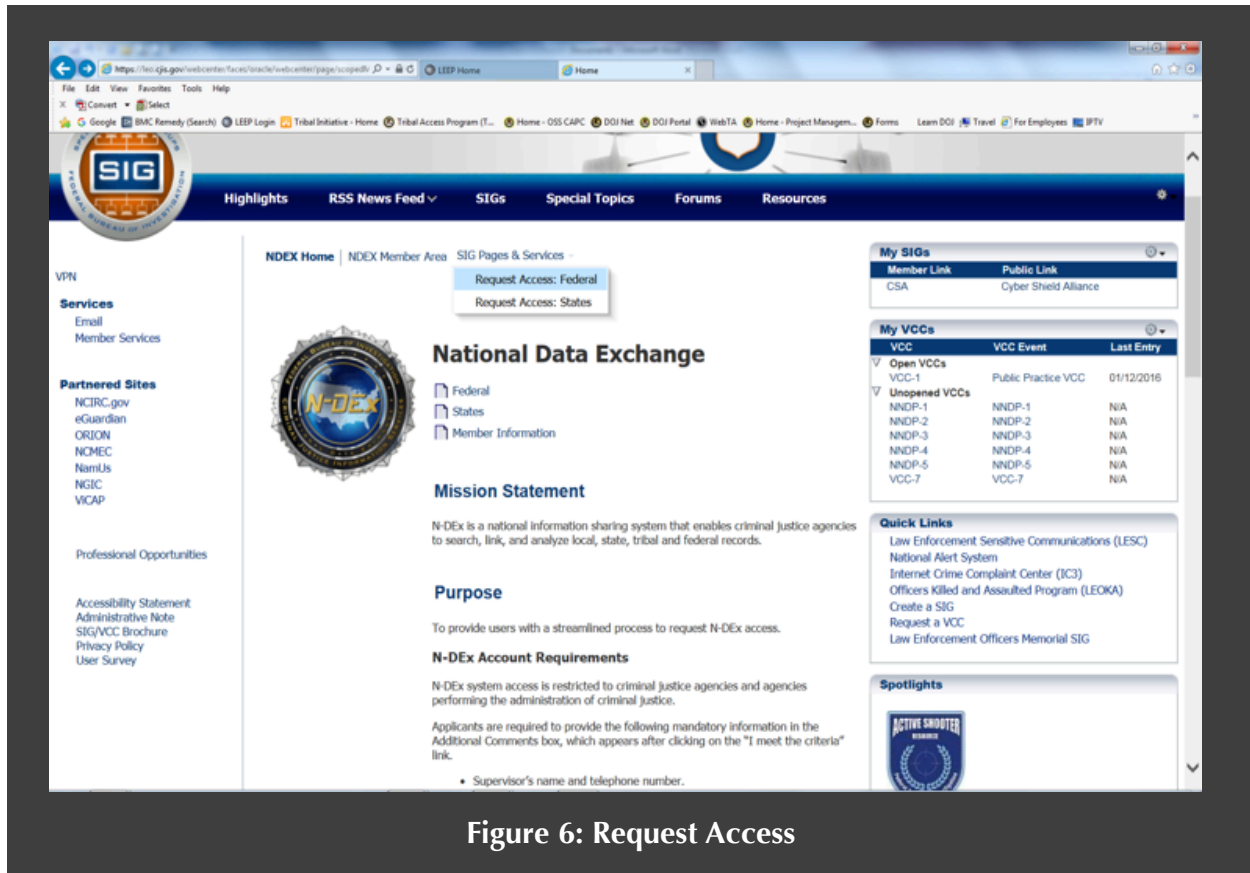 https://leo.cjis.gov/webcenter/faces/oracle/webcenter/page/scopedMD
LEEP Home
Home
File Edit View Favorites Tools Help
Convert Select
Google BMC Remedy (Search) LEEP Login Tribal Initiative - Home Tribal Access Program (T... Home - OSS CAPC DOJ Net DOJ Portal WebTA Home - Project Managem... Forms Learn DOJ Travel For Employees IPTV
SIG
FEDERAL BUREAU OF INVESTIGATION
Highlights RSS News Feed SIGs Special Topics Forums Resources
VPN
Services
Email
Member Services
Partnered Sites
NCIRC.gov
eGuardian
ORION
NCMEC
NamUs
NGIC
ViCAP
Professional Opportunities
Accessibility Statement
Administrative Note
SIG/VCC Brochure
Privacy Policy
User Survey
NDEX Home | NDEX Member Area SIG Pages & Services
Request Access: Federal
Request Access: States
N-DEx
National Data Exchange
Federal
States
Member Information
Mission Statement
N-DEx is a national information sharing system that enables criminal justice agencies
to search, link, and analyze local, state, tribal and federal records.
Purpose
To provide users with a streamlined process to request N-DEx access.
N-DEx Account Requirements
N-DEx system access is restricted to criminal justice agencies and agencies
performing the administration of criminal justice.
Applicants are required to provide the following mandatory information in the
Additional Comments box, which appears after clicking on the "I meet the criteria"
link.
• Supervisor's name and telephone number.
My SIGs
Member Link Public Link
CSA Cyber Shield Alliance
My VCCs
VCC VCC Event Last Entry
Open VCCs
VCC-1 Public Practice VCC 01/12/2016
Unopened VCCs
NNDP-1 NNDP-1 N/A
NNDP-2 NNDP-2 N/A
NNDP-3 NNDP-3 N/A
NNDP-4 NNDP-4 N/A
NNDP-5 NNDP-5 N/A
VCC-7 VCC-7 N/A
Quick Links
Law Enforcement Sensitive Communications (LESC)
National Alert System
Internet Crime Complaint Center (IC3)
Officers Killed and Assaulted Program (LEOKA)
Create a SIG
Request a VCC
Law Enforcement Officers Memorial SIG
Spotlights
ACTIVE SHOOTER
RESOURCE
Figure 6: Request Access